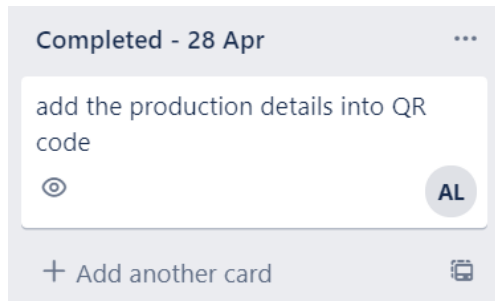 Completed - 28 Apr
add the production details into QR
code
AL
+ Add another card